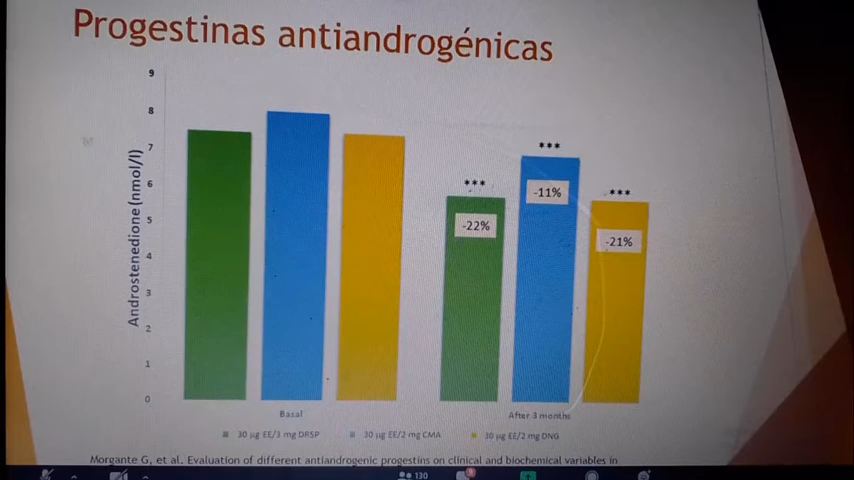 Progestinas antiandrogénicas
9
8
7
6
5
4
3
2
1
0
Androstenedione (nmol/l)
***
-22%
***
-11%
***
-21%
Basal
After 3 months
30 µg EE/3 mg DRSP
30 µg EE/2 mg CMA
30 µg EE/2 mg DNG
Morgante G, et al. Evaluation of different antiandrogenic progestins on clinical and biochemical variables in
130